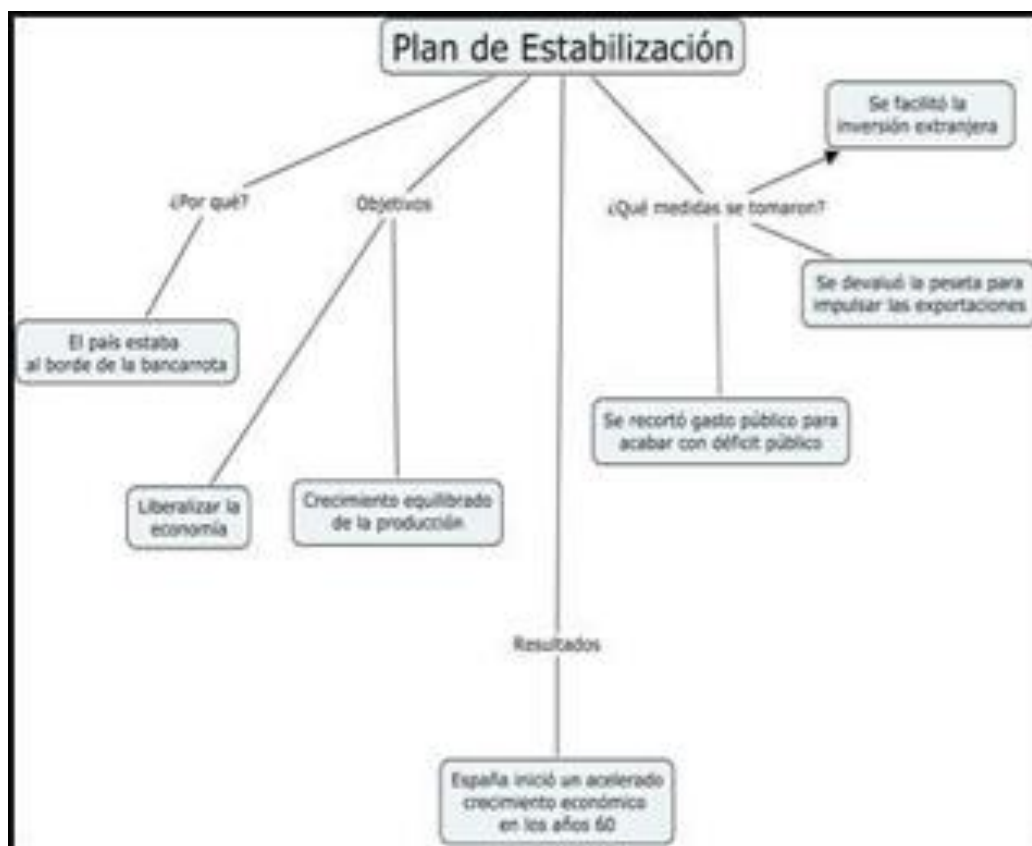 Plan de Estabilización
Se facilitó la
inversión extranjera
¿Por qué?
Objetivos
¿Qué medidas se tomaron?
Se devaluó la peseta para
impulsar las exportaciones
El país estaba
al borde de la bancarrota
Se recortó gasto público para
acabar con déficit público
Liberalizar la
economía
Crecimiento equilibrado
de la producción
Resultados
España inició un acelerado
crecimiento económico
en los años 60